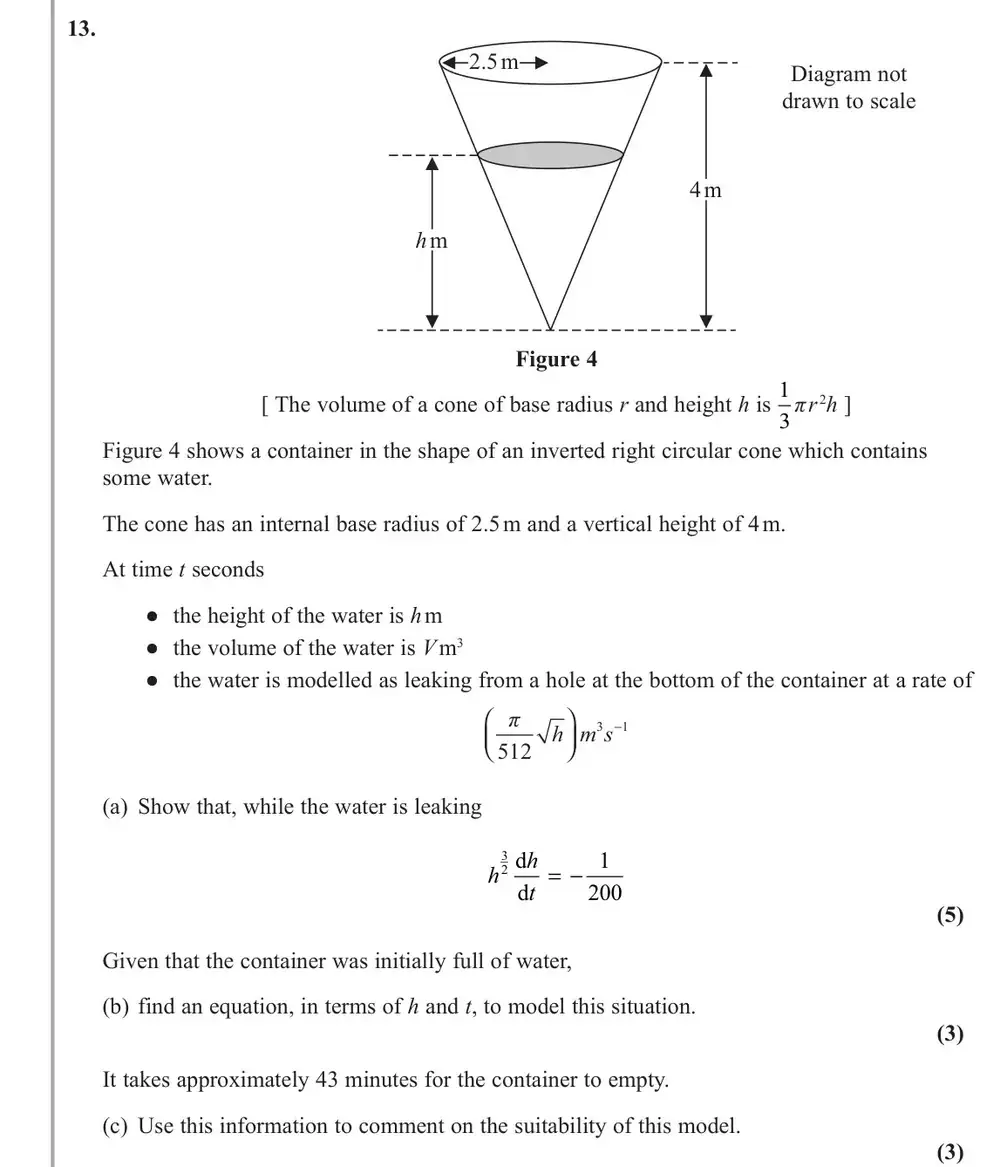 13.
2.5 m
Diagram not
drawn to scale
4 m
h m
Figure 4
[ The volume of a cone of base radius r and height h is 1/3 πr²h ]
Figure 4 shows a container in the shape of an inverted right circular cone which contains
some water.
The cone has an internal base radius of 2.5 m and a vertical height of 4 m.
At time t seconds
• the height of the water is h m
• the volume of the water is V m³
• the water is modelled as leaking from a hole at the bottom of the container at a rate of
(π/512 √h) m³s⁻¹
(a) Show that, while the water is leaking
h^(3/2) dh/dt = −1/200
(5)
Given that the container was initially full of water,
(b) find an equation, in terms of h and t, to model this situation.
(3)
It takes approximately 43 minutes for the container to empty.
(c) Use this information to comment on the suitability of this model.
(3)